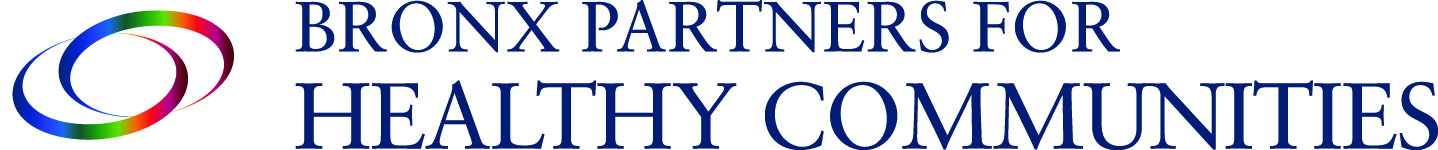 BRONX PARTNERS FOR
HEALTHY COMMUNITIES